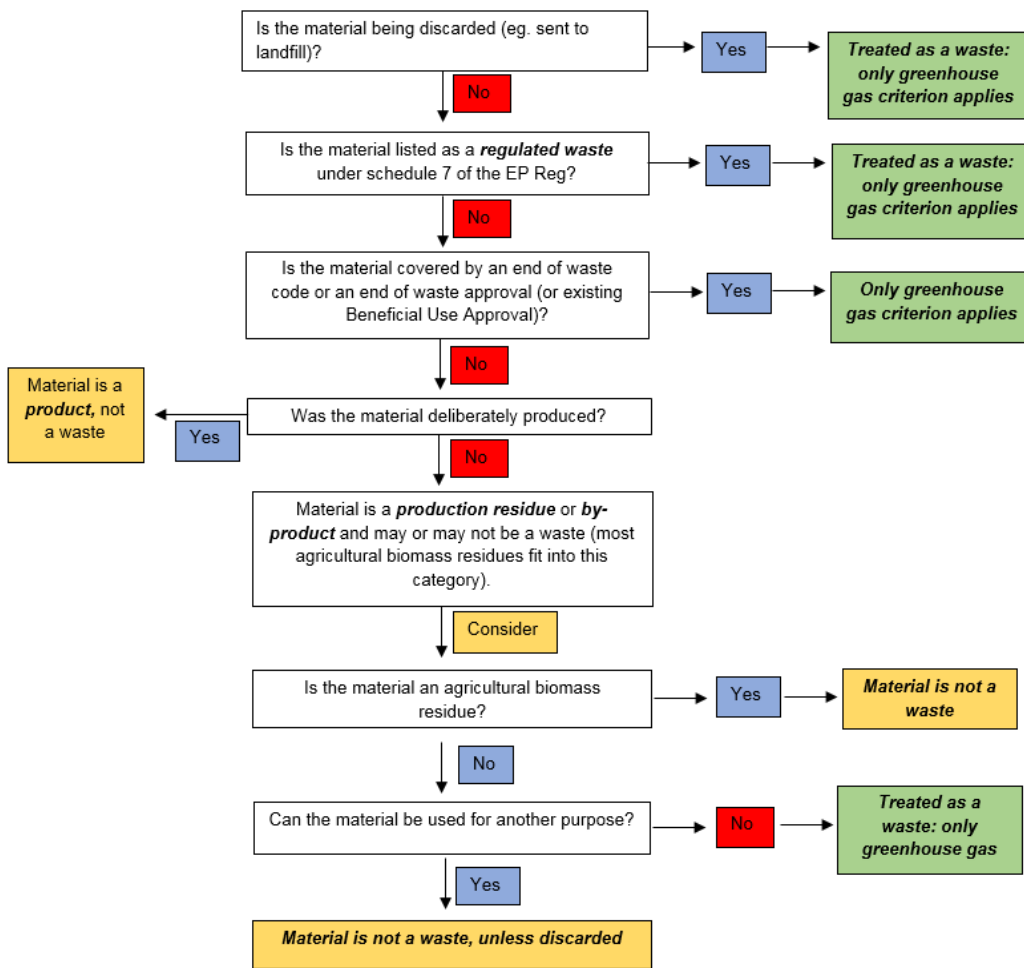 Is the material being discarded (eg. sent to
landfill)?
Yes
Treated as a waste:
only greenhouse
gas criterion applies
No
Is the material listed as a regulated waste
under schedule 7 of the EP Reg?
Yes
Treated as a waste:
only greenhouse
gas criterion applies
No
Is the material covered by an end of waste
code or an end of waste approval (or existing
Beneficial Use Approval)?
Yes
Only greenhouse
gas criterion applies
No
Material is a
product, not
a waste
Yes
Was the material deliberately produced?
No
Material is a production residue or by-
product and may or may not be a waste (most
agricultural biomass residues fit into this
category).
Consider
Is the material an agricultural biomass
residue?
Yes
Material is not a
waste
No
Can the material be used for another purpose?
No
Treated as a
waste: only
greenhouse gas
Yes
Material is not a waste, unless discarded